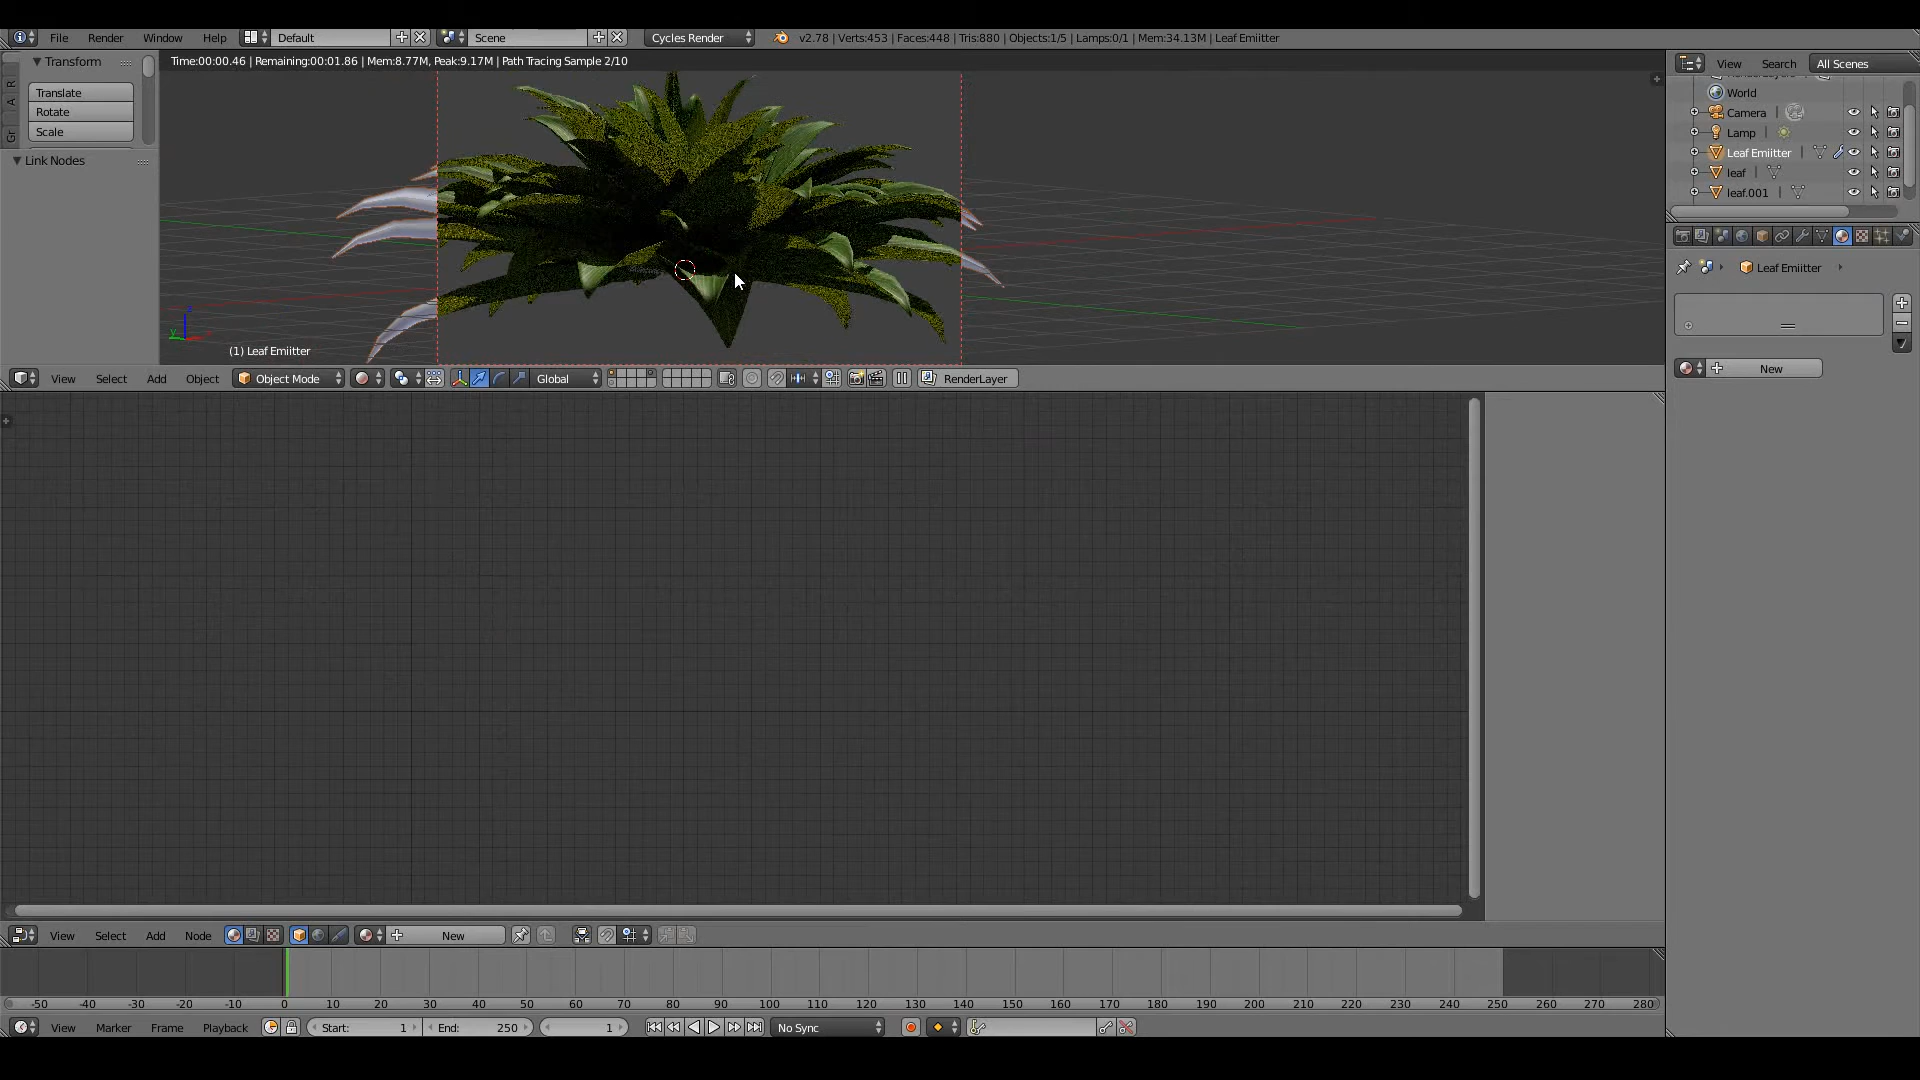 File Render Window Help Default Scene Cycles Render v2.78 | Verts:453 | Faces:448 | Tris:880 | Objects:1/5 | Lamps:0/1 | Mem:34.13M | Leaf Emiitter
Transform
Time:00:00.46 | Remaining:00:01.86 | Mem:8.77M, Peak:9.17M | Path Tracing Sample 2/10
View Search All Scenes
Translate
Rotate
Scale
Link Nodes
R
A
Gr
World
Camera
Lamp
Leaf Emiitter
leaf
leaf.001
Leaf Emiitter
New
(1) Leaf Emiitter
View Select Add Object Object Mode Global RenderLayer
View Select Add Node New
-50 -40 -30 -20 -10 0 10 20 30 40 50 60 70 80 90 100 110 120 130 140 150 160 170 180 190 200 210 220 230 240 250 260 270 280
View Marker Frame Playback Start: 1 End: 250 1 No Sync